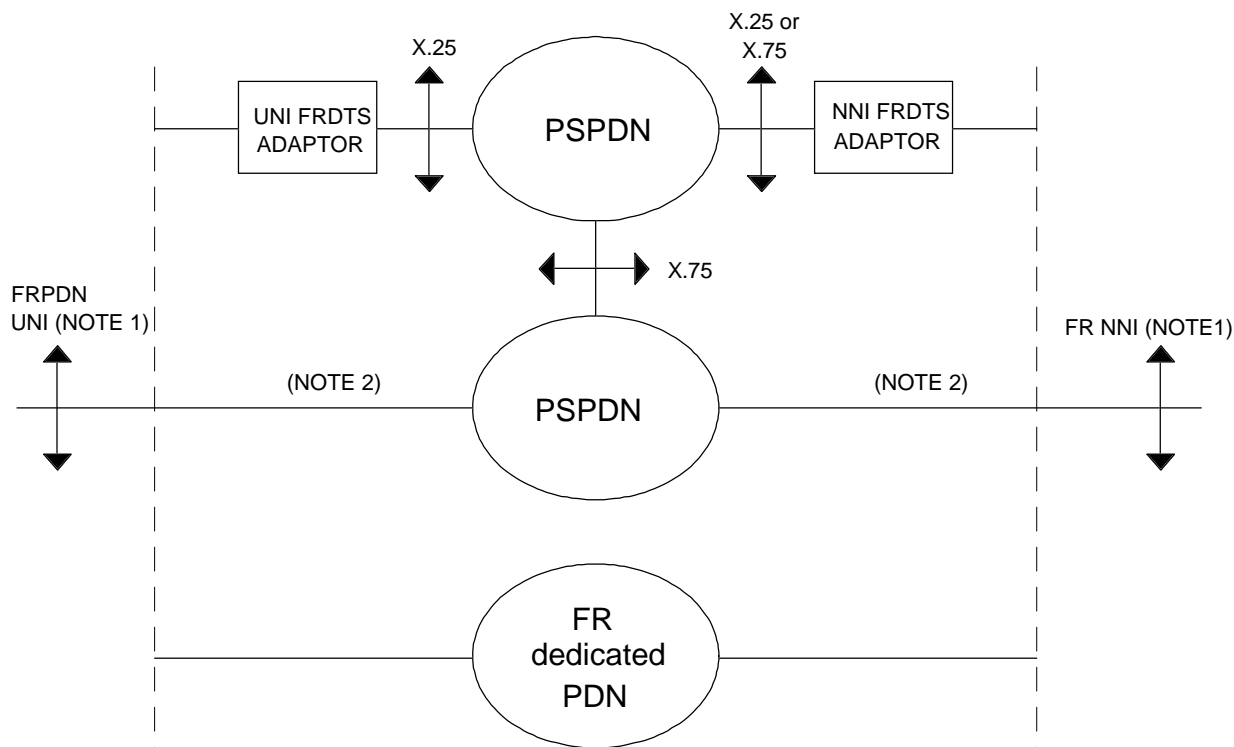 X.25
X.25 or
X.75
UNI FRDTS
ADAPTOR
PSPDN
NNI FRDTS
ADAPTOR
X.75
FRPDN
UNI (NOTE 1)
FR NNI (NOTE1)
(NOTE 2)
PSPDN
(NOTE 2)
FR
dedicated
PDN